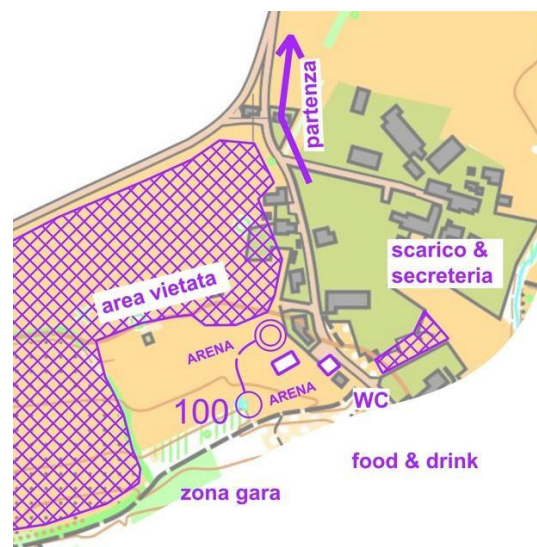 partenza
scarico &
secreteria
area vietata
ARENA
ARENA
100
WC
food & drink
zona gara